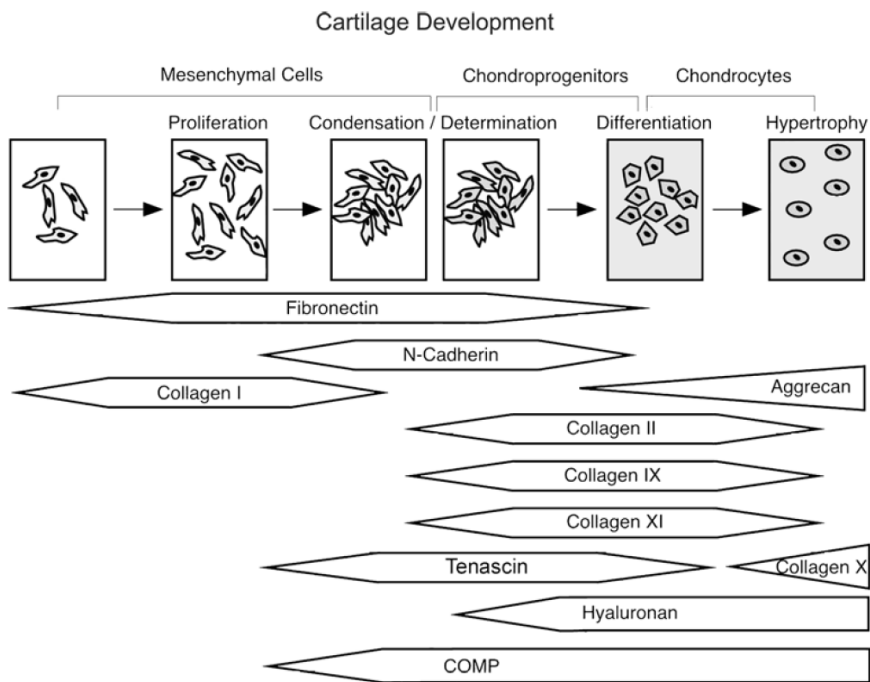 Cartilage Development
Mesenchymal Cells Chondroprogenitors Chondrocytes
Proliferation Condensation / Determination Differentiation Hypertrophy
Fibronectin
N-Cadherin
Collagen I Aggrecan
Collagen II
Collagen IX
Collagen XI
Tenascin Collagen X
Hyaluronan
COMP